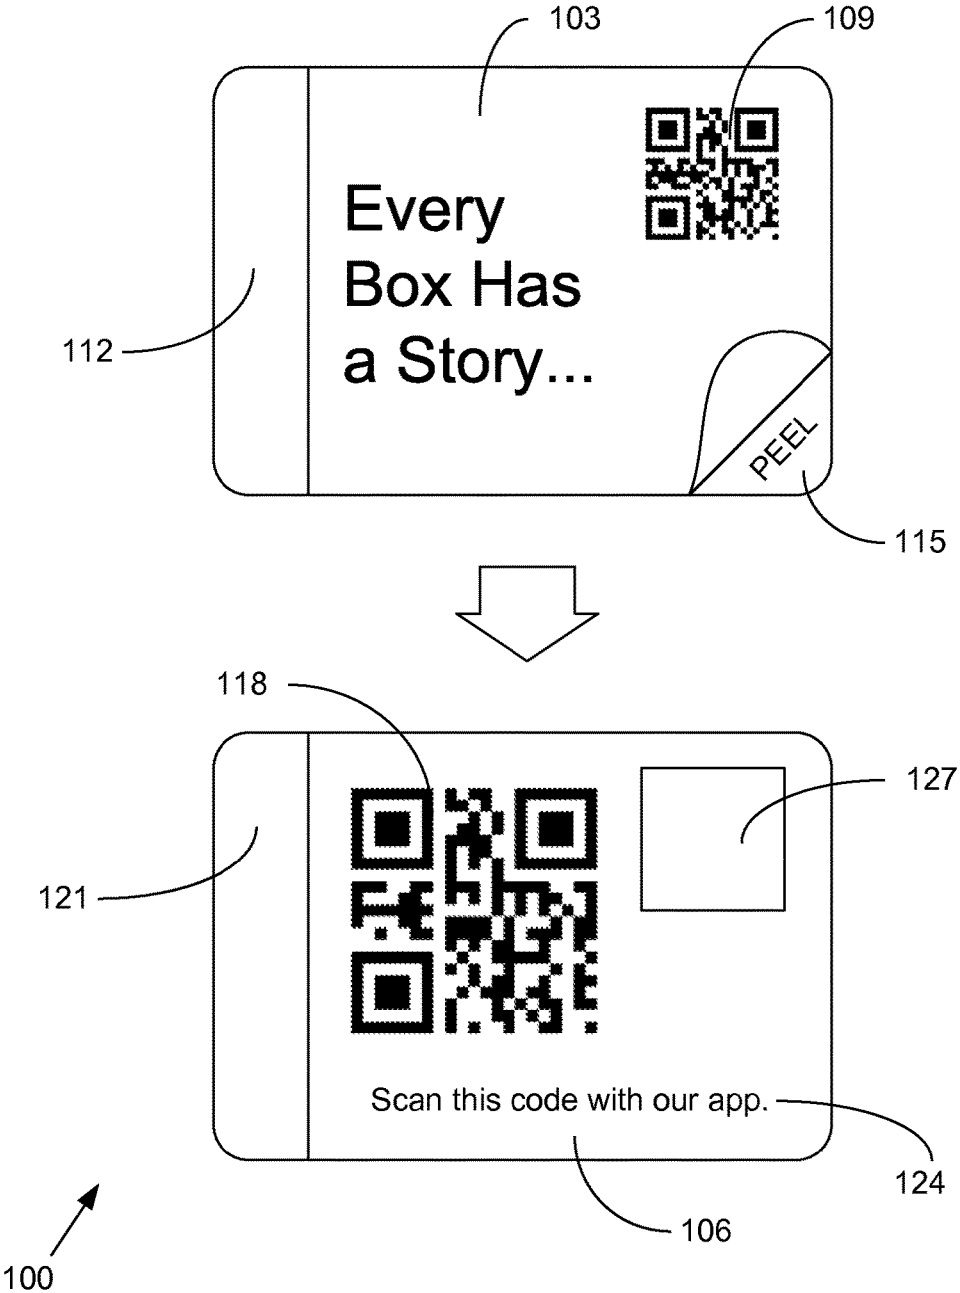 103
109
Every
Box Has
a Story...
112
PEEL
115
118
127
121
Scan this code with our app.
124
106
100